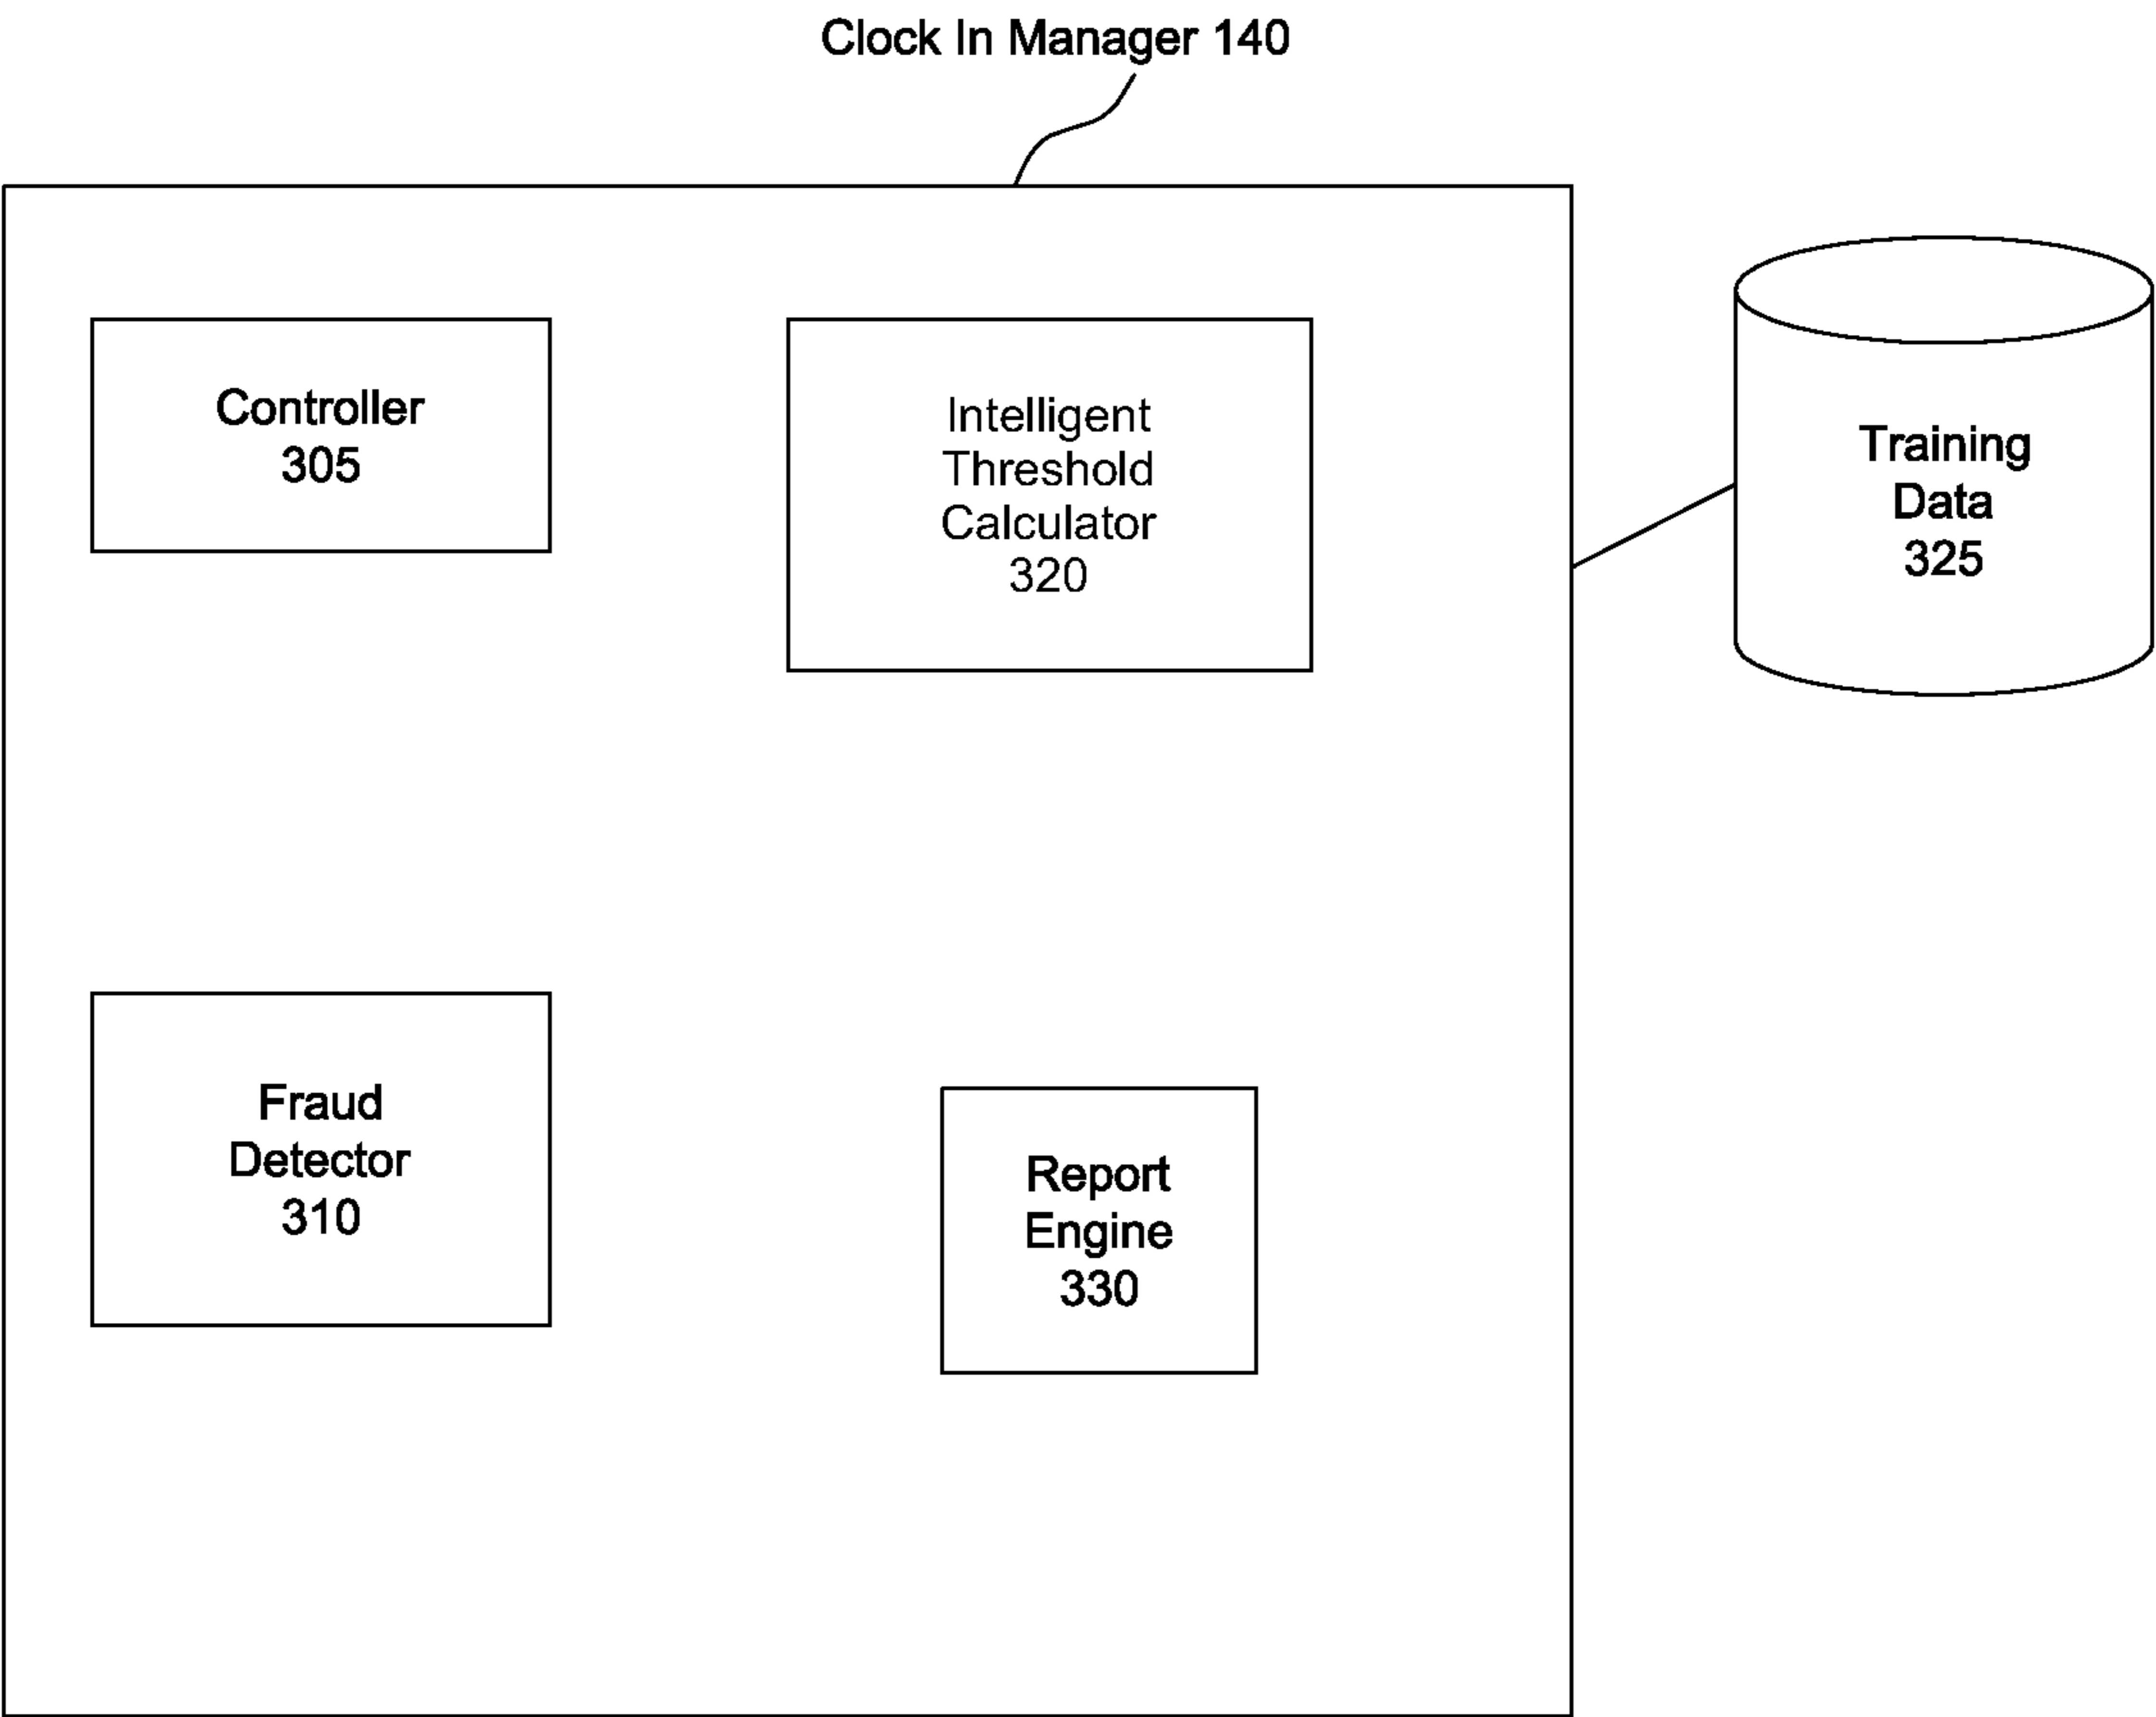 Clock In Manager 140
Controller
305
Intelligent
Threshold
Calculator
320
Training
Data
325
Fraud
Detector
310
Report
Engine
330